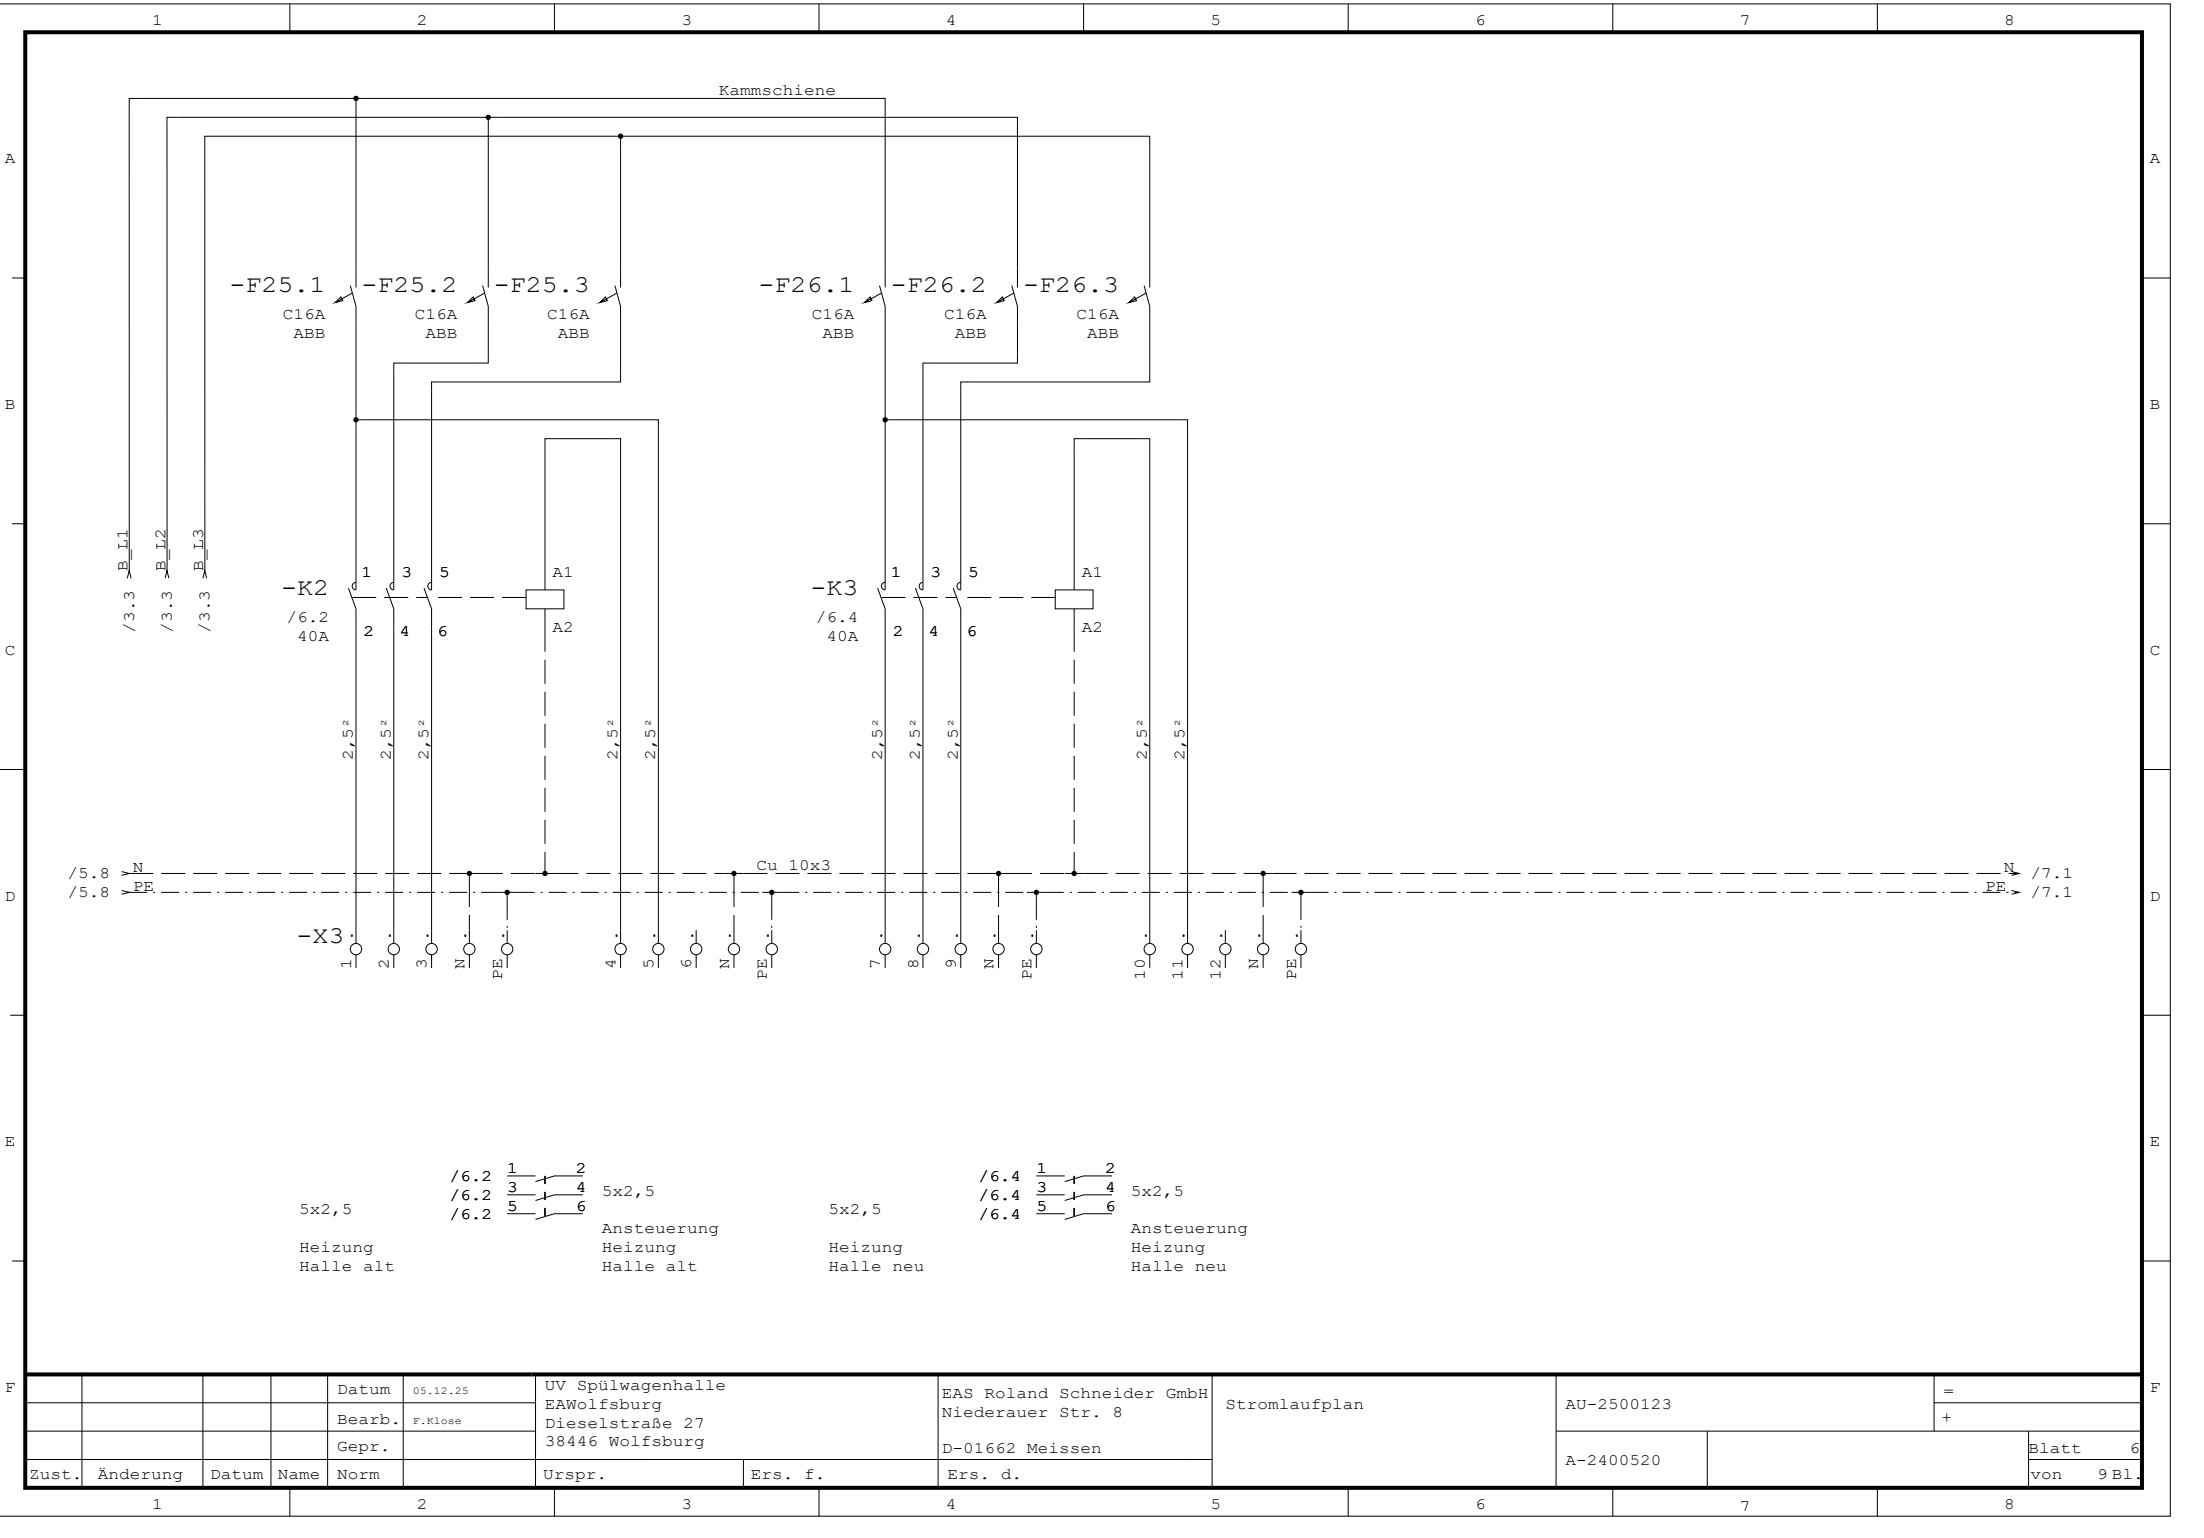 1 2 3 4 5 6 7 8
Kammschiene
A A
-F25.1 -F25.2 -F25.3 -F26.1 -F26.2 -F26.3
C16A C16A C16A C16A C16A C16A
ABB ABB ABB ABB ABB ABB
B B
B_L1 B_L2 B_L3
/3.3 /3.3 /3.3
1 3 5 A1 1 3 5 A1
-K2 -K3
/6.2 /6.4
2 4 6 A2 2 4 6 A2
40A 40A
C C
2,5² 2,5² 2,5² 2,5² 2,5² 2,5² 2,5² 2,5² 2,5² 2,5²
Cu 10x3
/5.8 N N /7.1
/5.8 PE PE /7.1
D D
-X3
1 2 3 N PE 4 5 6 N PE 7 8 9 N PE 10 11 12 N PE
E E
/6.2 1 2 /6.4 1 2
/6.2 3 4 /6.4 3 4
5x2,5 5x2,5
/6.2 5 6 /6.4 5 6
5x2,5 5x2,5
Ansteuerung Ansteuerung
Heizung Heizung Heizung Heizung
Halle alt Halle alt Halle neu Halle neu
F F
Datum 05.12.25
Bearb. F.Klose
Gepr.
Zust. Änderung Datum Name Norm
UV Spülwagenhalle
EAWolfsburg
Dieselstraße 27
38446 Wolfsburg
Urspr. Ers. f. Ers. d.
EAS Roland Schneider GmbH
Niederauer Str. 8
D-01662 Meissen
Stromlaufplan
AU-2500123
A-2400520
=
+
Blatt 6
von 9 Bl.
1 2 3 4 5 6 7 8